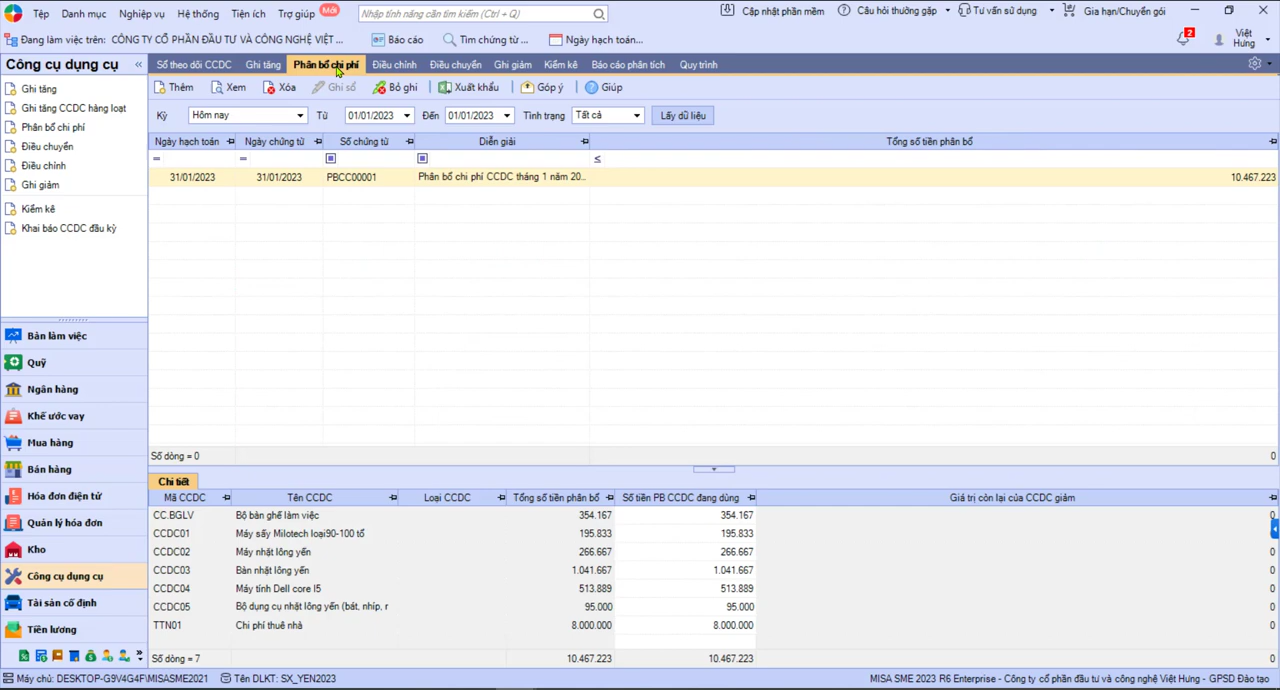 Tệp Danh mục Nghiệp vụ Hệ thống Tiện ích Trợ giúp Mới Nhập tính năng cần tìm kiếm (Ctrl + Q) Cập nhật phần mềm Câu hỏi thường gặp Tư vấn sử dụng Gia hạn/Chuyển gói
Đang làm việc trên: CÔNG TY CỔ PHẦN ĐẦU TƯ VÀ CÔNG NGHỆ VIỆT ... Báo cáo Tìm chứng từ ... Ngày hạch toán... 2 Việt Hưng
Công cụ dụng cụ « Sổ theo dõi CCDC Ghi tăng Phân bổ chi phí Điều chỉnh Điều chuyển Ghi giảm Kiểm kê Báo cáo phân tích Quy trình
Thêm Xem Xóa Ghi sổ Bỏ ghi Xuất khẩu Góp ý Giúp
Kỳ Hôm nay Từ 01/01/2023 Đến 01/01/2023 Tình trạng Tất cả Lấy dữ liệu
Ngày hạch toán Ngày chứng từ Số chứng từ Diễn giải Tổng số tiền phân bổ
= = ≤
31/01/2023 31/01/2023 PBCC00001 Phân bổ chi phí CCDC tháng 1 năm 20... 10.467.223
Ghi tăng
Ghi tăng CCDC hàng loạt
Phân bổ chi phí
Điều chuyển
Điều chỉnh
Ghi giảm
Kiểm kê
Khai báo CCDC đầu kỳ
Bàn làm việc
Quỹ
Ngân hàng
Khế ước vay
Mua hàng
Bán hàng
Hóa đơn điện tử
Quản lý hóa đơn
Kho
Công cụ dụng cụ
Tài sản cố định
Tiền lương
Số dòng = 0 0
Chi tiết
Mã CCDC Tên CCDC Loại CCDC Tổng số tiền phân bổ Số tiền PB CCDC đang dùng Giá trị còn lại của CCDC giảm
CC.BGLV Bộ bàn ghế làm việc 354.167 354.167 0
CCDC01 Máy sấy Milotech loại90-100 tổ 195.833 195.833
CCDC02 Máy nhặt lông yến 266.667 266.667 0
CCDC03 Bàn nhặt lông yến 1.041.667 1.041.667 0
CCDC04 Máy tính Dell core I5 513.889 513.889 0
CCDC05 Bộ dụng cụ nhặt lông yến (bát, nhíp, r 95.000 95.000 0
TTN01 Chi phí thuê nhà 8.000.000 8.000.000 0
Số dòng = 7 10.467.223 10.467.223 0
Máy chủ: DESKTOP-G9V4G4F\MISASME2021 Tên DLKT: SX_YEN2023 MISA SME 2023 R6 Enterprise - Công ty cổ phần đầu tư và công nghệ Việt Hưng - GPSD Đào tạo